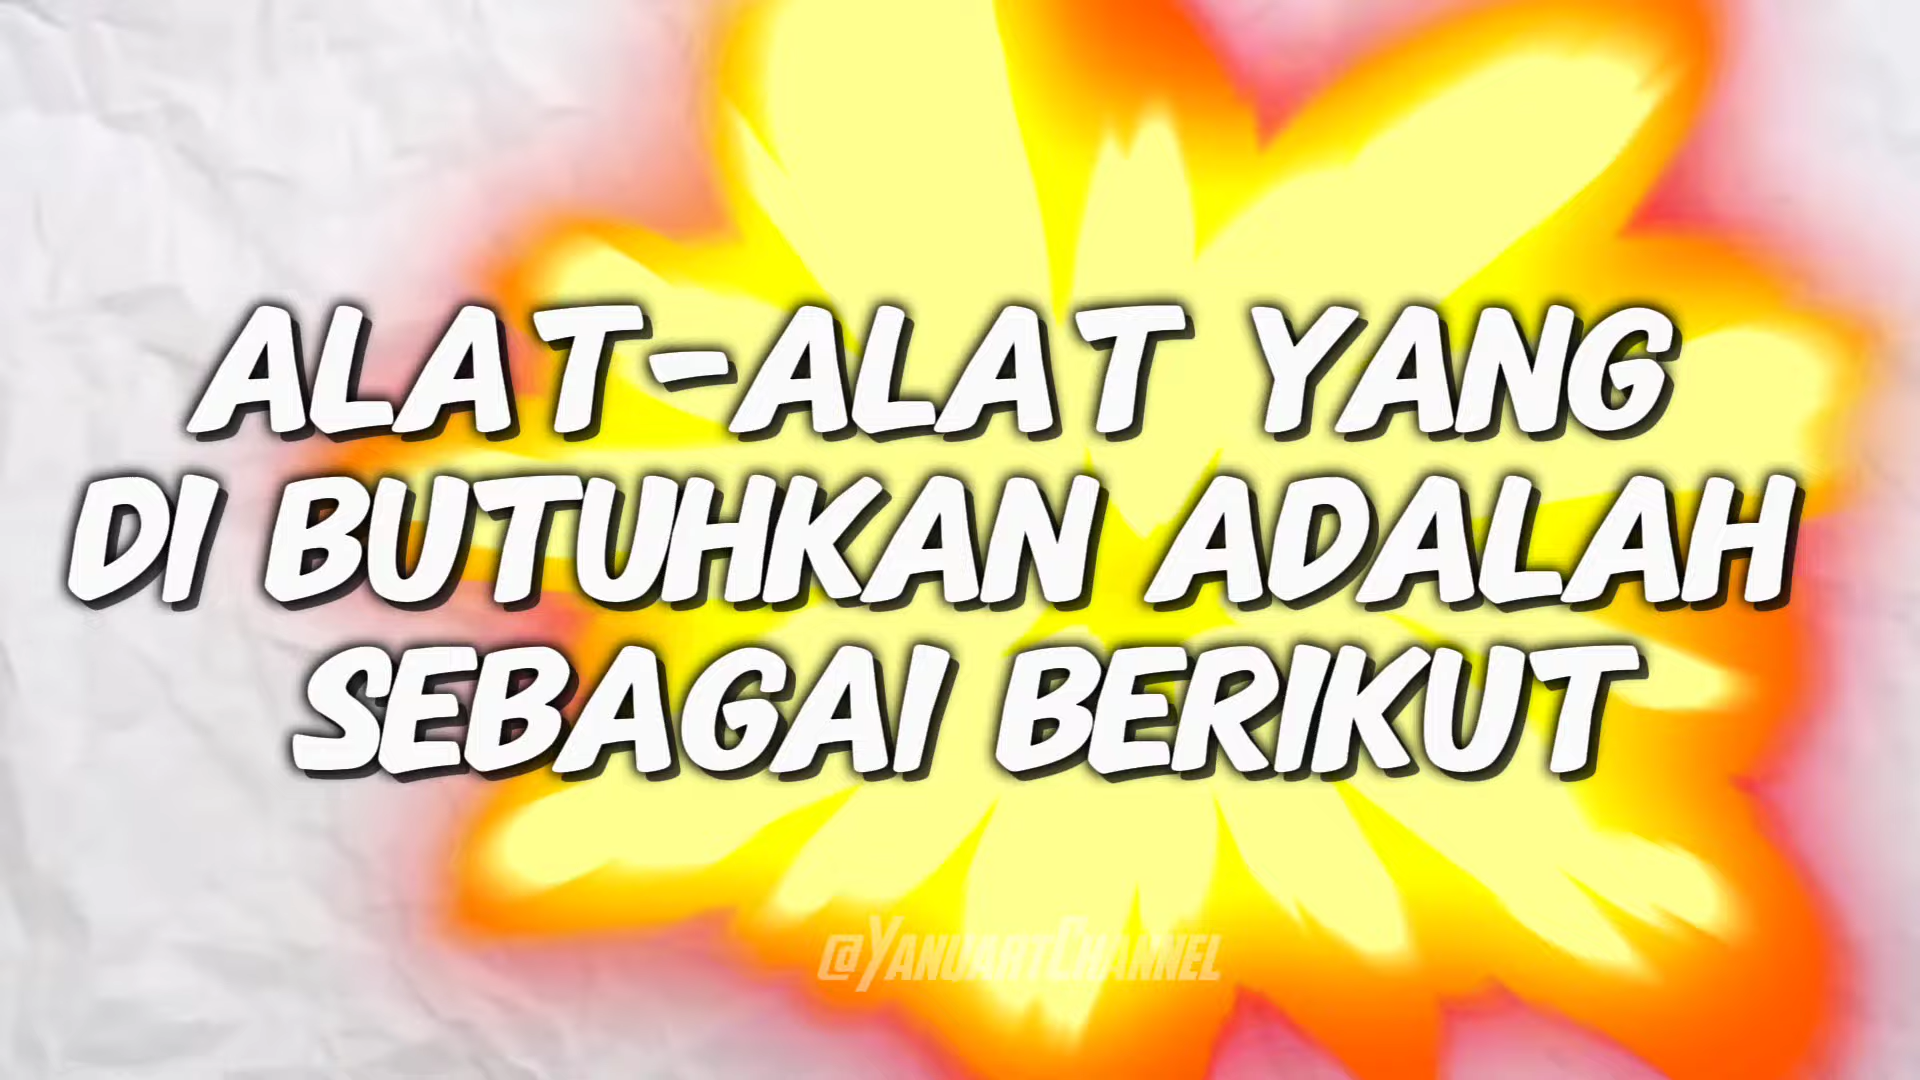 ALAT-ALAT YANG
DI BUTUHKAN ADALAH
SEBAGAI BERIKUT
@YANUARTCHANNEL